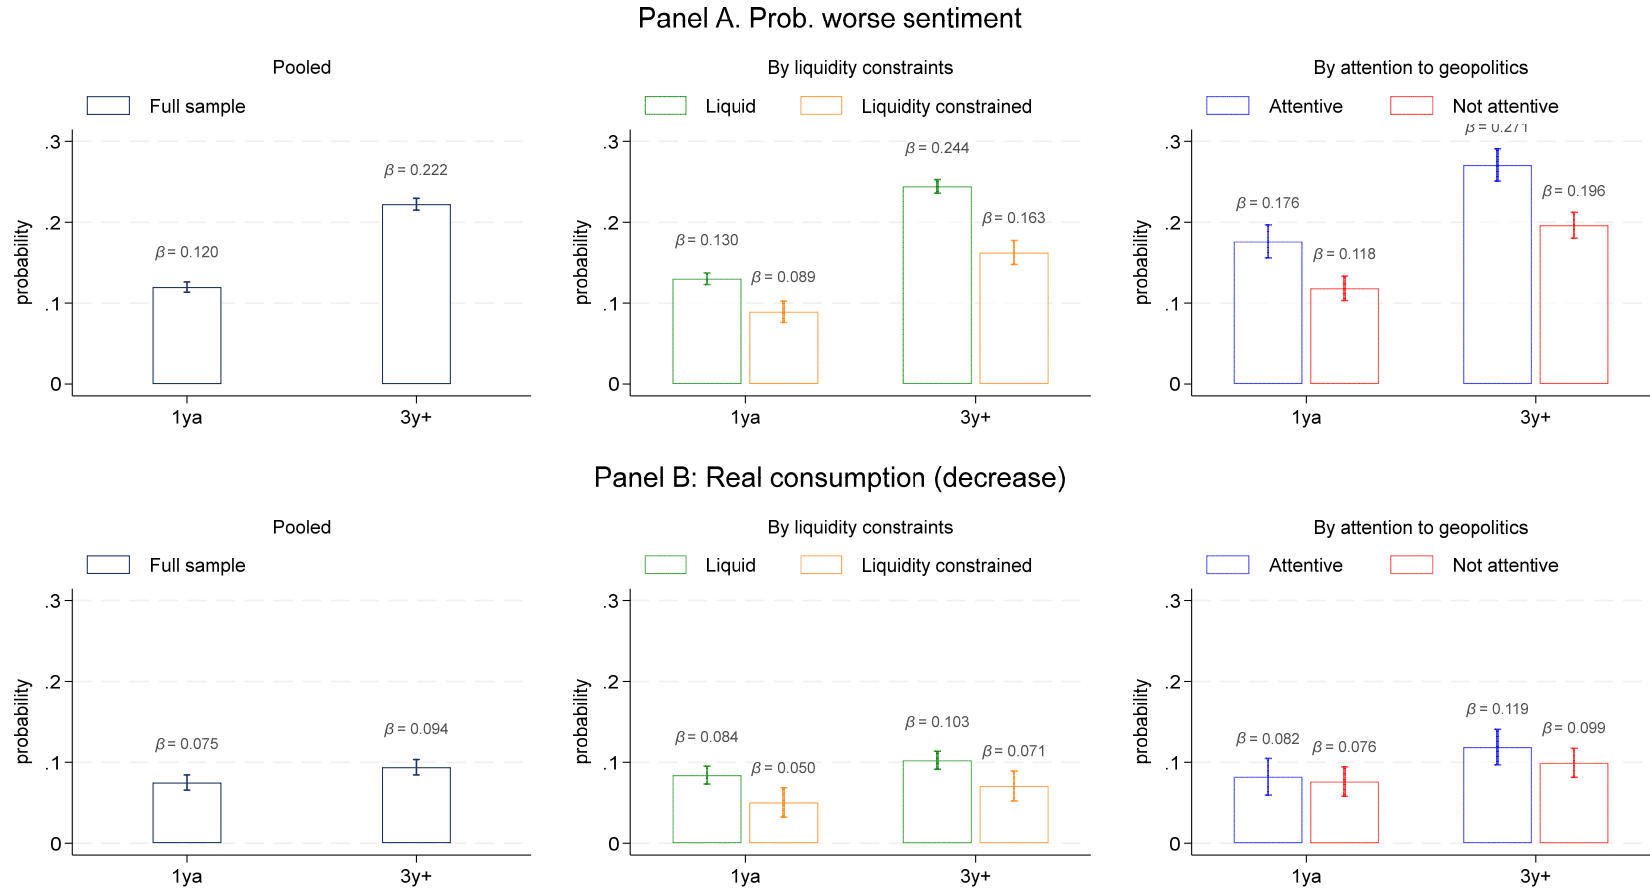 Panel A. Prob. worse sentiment
Pooled
Full sample
probability
.3
.2
.1
0
β = 0.120
β = 0.222
1ya
3y+
By liquidity constraints
Liquid
Liquidity constrained
probability
.3
.2
.1
0
β = 0.130
β = 0.089
β = 0.244
β = 0.163
1ya
3y+
By attention to geopolitics
Attentive
Not attentive
probability
.3
.2
.1
0
β = 0.176
β = 0.118
β = 0.271
β = 0.196
1ya
3y+
Panel B: Real consumption (decrease)
Pooled
Full sample
probability
.3
.2
.1
0
β = 0.075
β = 0.094
1ya
3y+
By liquidity constraints
Liquid
Liquidity constrained
probability
.3
.2
.1
0
β = 0.084
β = 0.050
β = 0.103
β = 0.071
1ya
3y+
By attention to geopolitics
Attentive
Not attentive
probability
.3
.2
.1
0
β = 0.082
β = 0.076
β = 0.119
β = 0.099
1ya
3y+